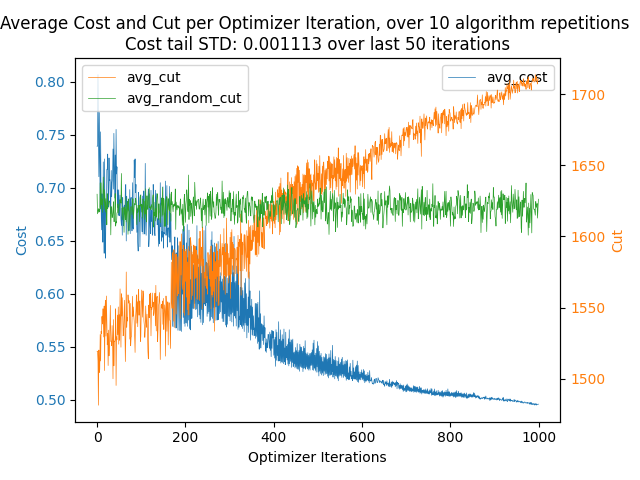 Average Cost and Cut per Optimizer Iteration, over 10 algorithm repetitions
Cost tail STD: 0.001113 over last 50 iterations
avg_cut
avg_random_cut
avg_cost
0.80
0.75
0.70
0.65
0.60
0.55
0.50
Cost
1700
1650
1600
1550
1500
Cut
0
200
400
600
800
1000
Optimizer Iterations